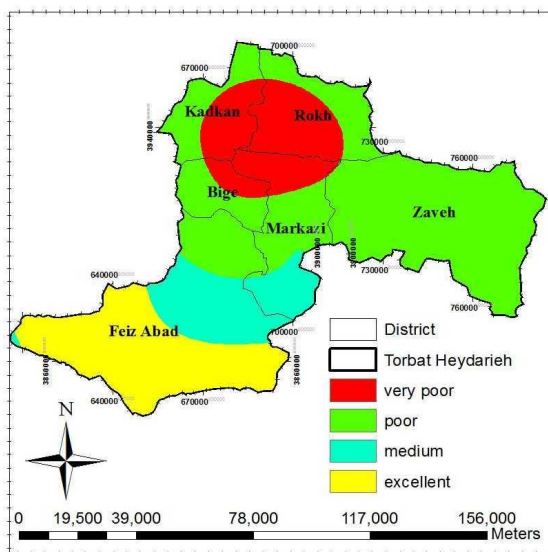 700000
670000
Kadkan
Rokh
3940000
730000
760000
Bige
Zaveh
Markazi
3900000
730000
640000
760000
Feiz Abad
700000
3860000
3860000
640000
670000
District
Torbat Heydarieh
very poor
poor
medium
excellent
N
0 19,500 39,000 78,000 117,000 156,000
Meters